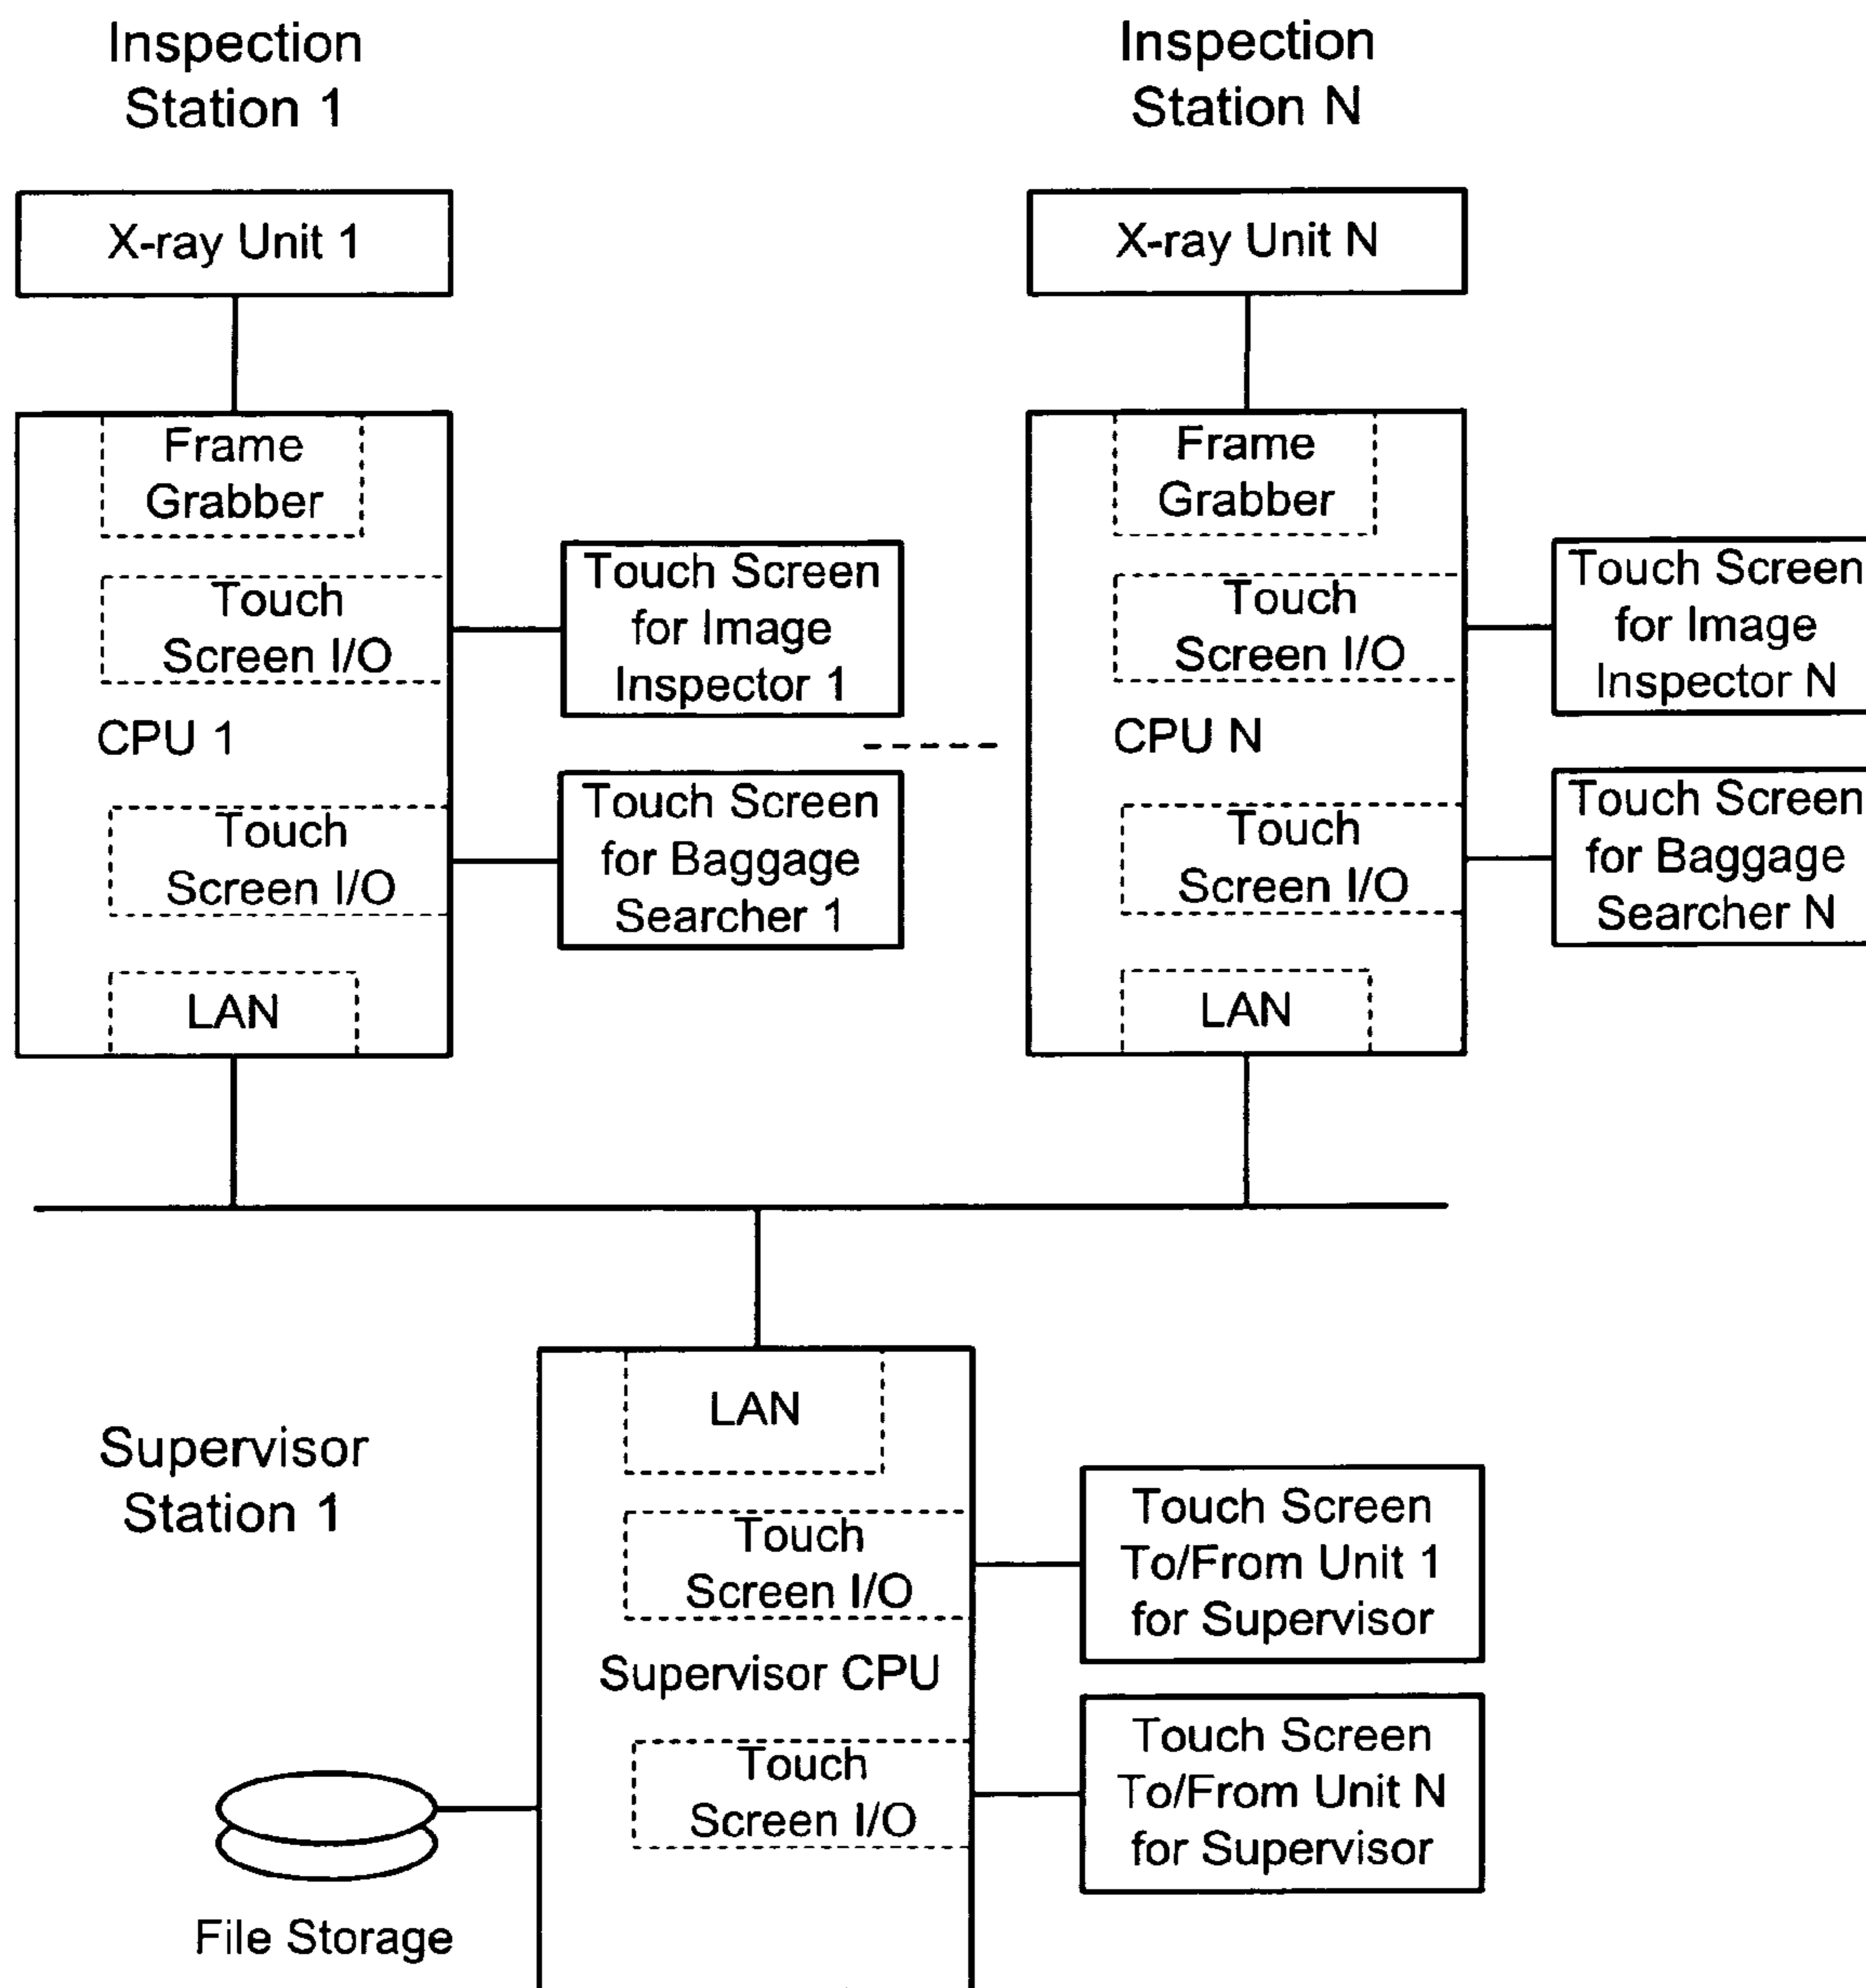 Inspection
Station 1
Inspection
Station N
X-ray Unit 1
X-ray Unit N
Frame
Grabber
Touch
Screen I/O
CPU 1
Touch
Screen I/O
LAN
Touch Screen
for Image
Inspector 1
Touch Screen
for Baggage
Searcher 1
Frame
Grabber
Touch
Screen I/O
CPU N
Touch
Screen I/O
LAN
Touch Screen
for Image
Inspector N
Touch Screen
for Baggage
Searcher N
Supervisor
Station 1
LAN
Touch
Screen I/O
Supervisor CPU
Touch
Screen I/O
Touch Screen
To/From Unit 1
for Supervisor
Touch Screen
To/From Unit N
for Supervisor
File Storage